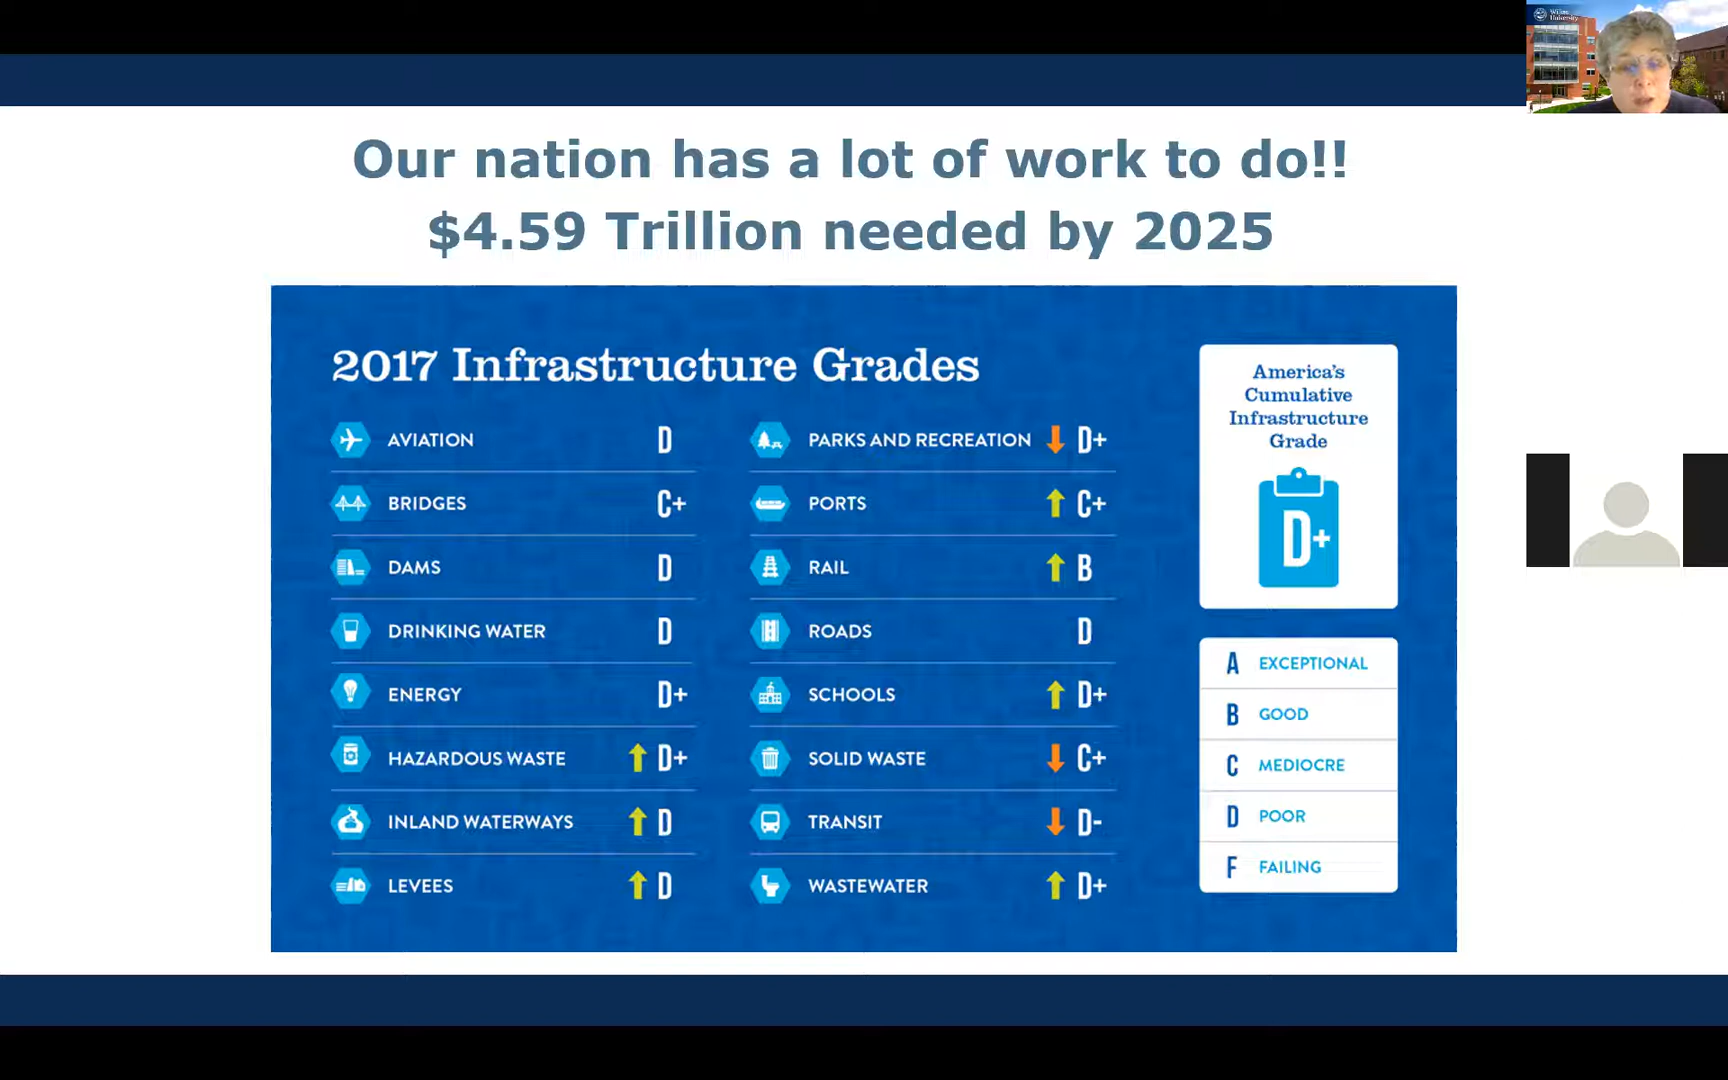 Our nation has a lot of work to do!!
$4.59 Trillion needed by 2025
2017 Infrastructure Grades
AVIATION D
BRIDGES C+
DAMS D
DRINKING WATER D
ENERGY D+
HAZARDOUS WASTE D+
INLAND WATERWAYS D
LEVEES D
PARKS AND RECREATION D+
PORTS C+
RAIL B
ROADS D
SCHOOLS D+
SOLID WASTE C+
TRANSIT D-
WASTEWATER D+
America's
Cumulative
Infrastructure
Grade
D+
A EXCEPTIONAL
B GOOD
C MEDIOCRE
D POOR
F FAILING
University